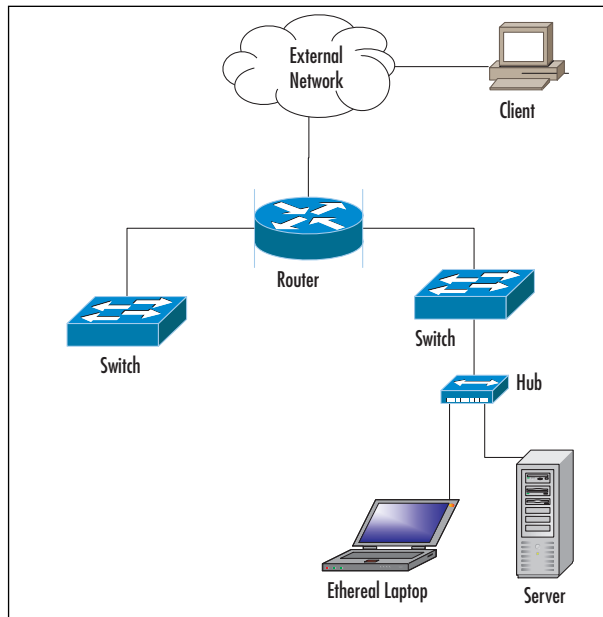 External
Network
Client
Router
Switch
Switch
Hub
Ethereal Laptop
Server